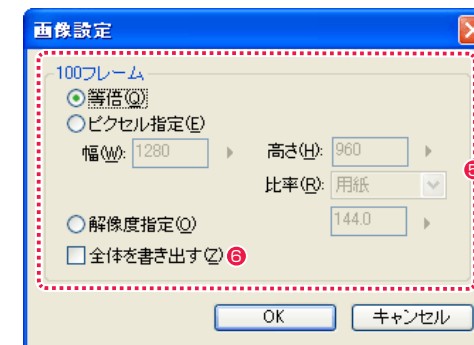 画像設定
100フレーム
等倍(Q)
ピクセル指定(E)
幅(W): 1280 高さ(H): 960
比率(R): 用紙
解像度指定(O) 144.0
全体を書き出す(Z) 6
5
OK キャンセル